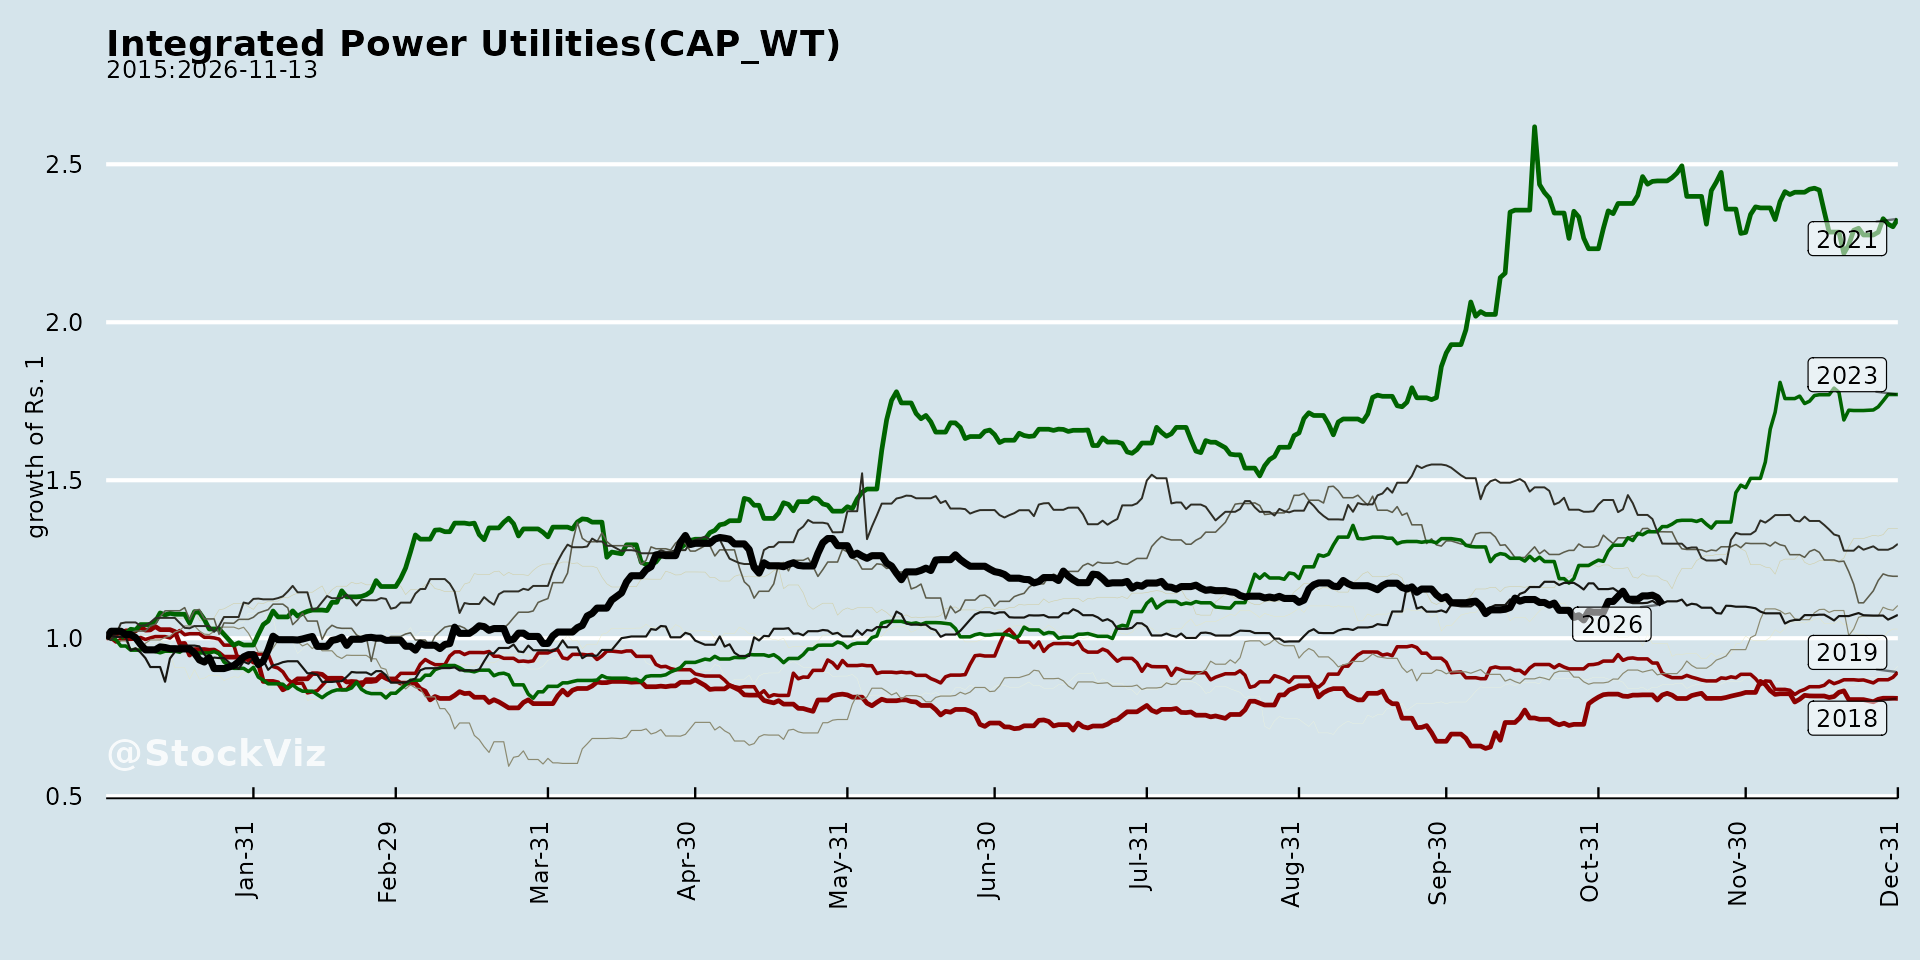 Integrated Power Utilities(CAP_WT)
2015:2026-11-13
growth of Rs. 1
2.5
2.0
1.5
1.0
0.5
2021
2023
2026
2019
2018
@StockViz
Jan-31
Feb-29
Mar-31
Apr-30
May-31
Jun-30
Jul-31
Aug-31
Sep-30
Oct-31
Nov-30
Dec-31